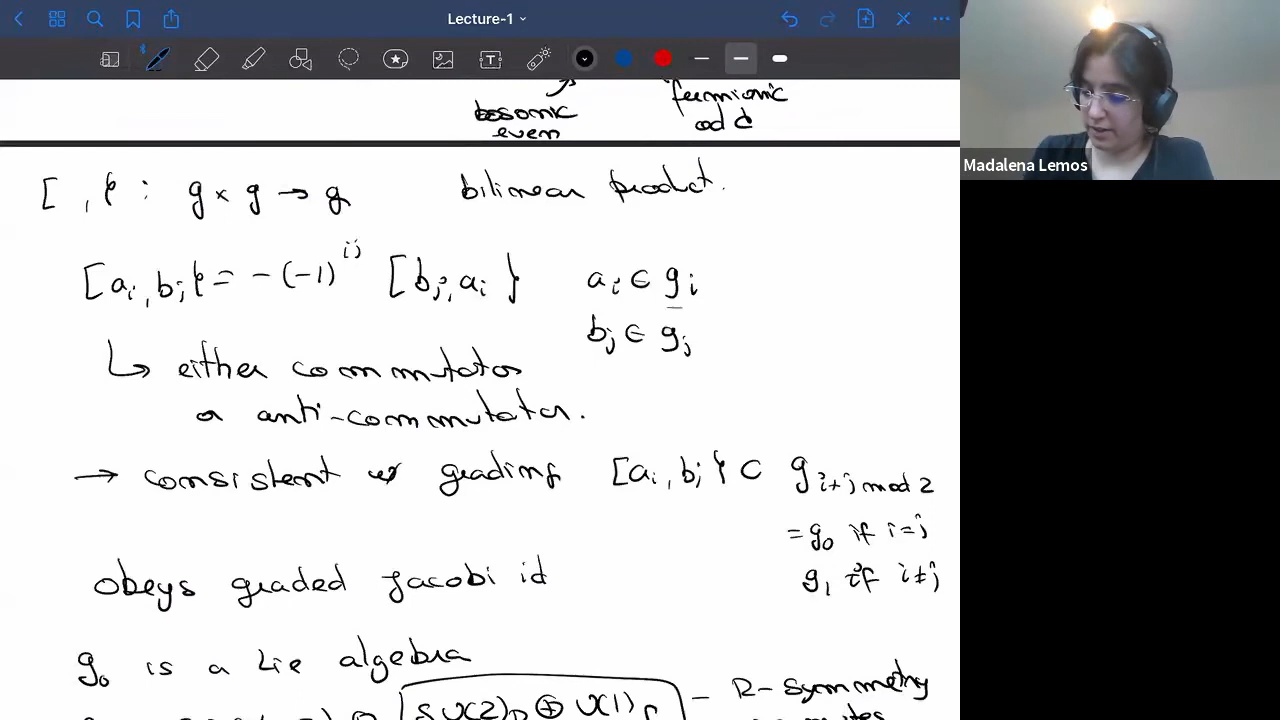 Lecture-1
Madalena Lemos
bosonic
even
fermionic
odd
[ , } : g × g → g bilinear product.
[a_i, b_j} = -(-1)^{ij} [b_j, a_i } a_i ∈ g_i
b_j ∈ g_j
↳ either commutator
or anti-commutator.
→ consistent w/ grading [a_i, b_j } ⊂ g_{i+j mod 2}
= g_0 if i=j
g_1 if i≠j
obeys graded Jacobi id
g_0 is a Lie algebra
SU(2)_R ⊕ U(1)_r – R-symmetry